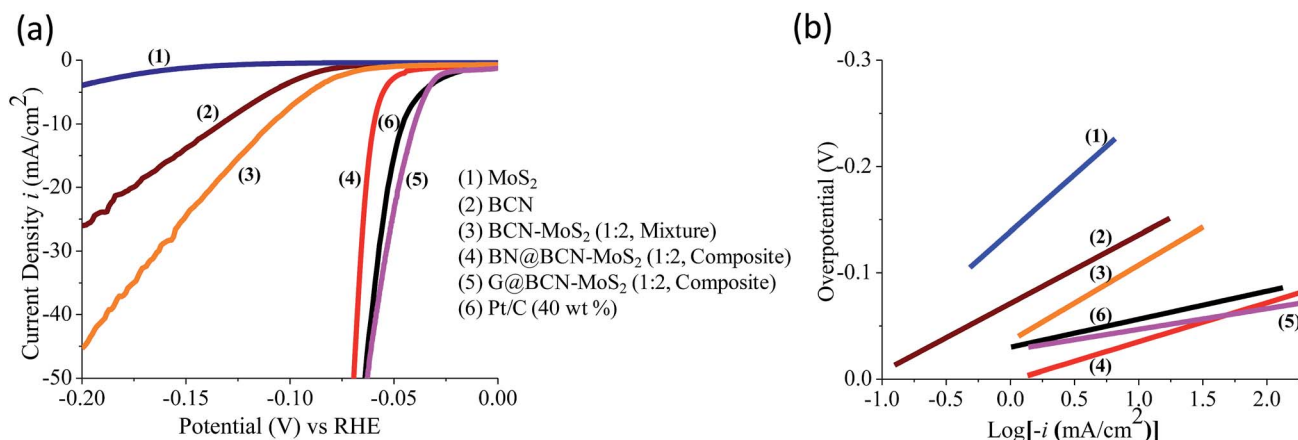 (a)
0
-10
-20
-30
-40
-50
Current Density i (mA/cm²)
-0.20
-0.15
-0.10
-0.05
0.00
Potential (V) vs RHE
(1)
(2)
(3)
(4)
(5)
(6)
(1) MoS₂
(2) BCN
(3) BCN-MoS₂ (1:2, Mixture)
(4) BN@BCN-MoS₂ (1:2, Composite)
(5) G@BCN-MoS₂ (1:2, Composite)
(6) Pt/C (40 wt %)
(b)
-0.3
-0.2
-0.1
0.0
Overpotential (V)
-1.0
-0.5
0.0
0.5
1.0
1.5
2.0
Log[-i (mA/cm²)]
(1)
(2)
(3)
(6)
(5)
(4)